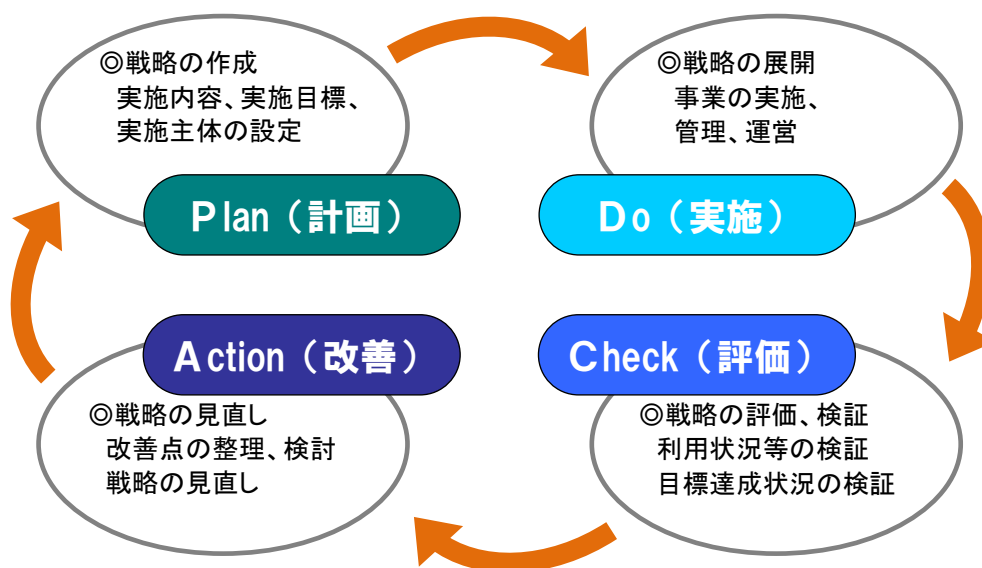 ◎戦略の作成
実施内容、実施目標、
実施主体の設定
Plan（計画）
◎戦略の展開
事業の実施、
管理、運営
Do（実施）
Check（評価）
◎戦略の評価、検証
利用状況等の検証
目標達成状況の検証
Action（改善）
◎戦略の見直し
改善点の整理、検討
戦略の見直し